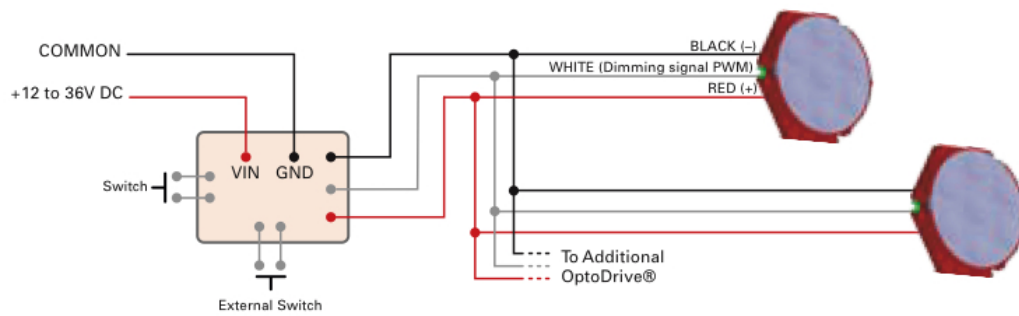 COMMON
+12 to 36V DC
BLACK (–)
WHITE (Dimming signal PWM)
RED (+)
VIN GND
Switch
External Switch
To Additional
OptoDrive®